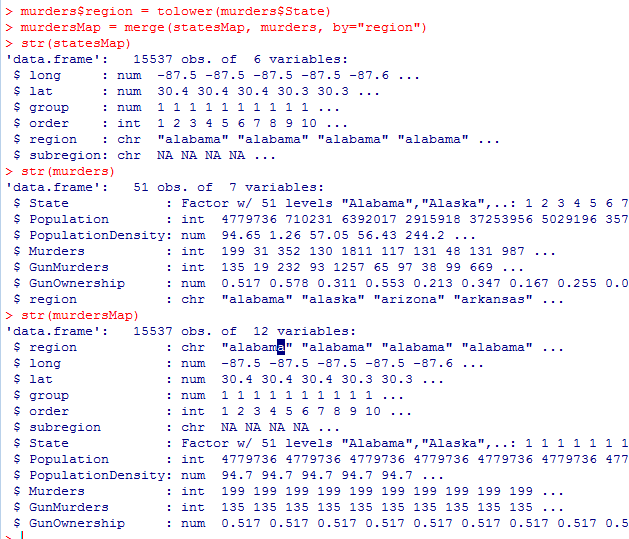 > murders$region = tolower(murders$State)
> murdersMap = merge(statesMap, murders, by="region")
> str(statesMap)
'data.frame':   15537 obs. of  6 variables:
 $ long     : num  -87.5 -87.5 -87.5 -87.5 -87.6 ...
 $ lat      : num  30.4 30.4 30.4 30.3 30.3 ...
 $ group    : num  1 1 1 1 1 1 1 1 1 1 ...
 $ order    : int  1 2 3 4 5 6 7 8 9 10 ...
 $ region   : chr  "alabama" "alabama" "alabama" "alabama" ...
 $ subregion: chr  NA NA NA NA ...
> str(murders)
'data.frame':   51 obs. of  7 variables:
 $ State            : Factor w/ 51 levels "Alabama","Alaska",..: 1 2 3 4 5 6 7
 $ Population       : int  4779736 710231 6392017 2915918 37253956 5029196 357
 $ PopulationDensity: num  94.65 1.26 57.05 56.43 244.2 ...
 $ Murders          : int  199 31 352 130 1811 117 131 48 131 987 ...
 $ GunMurders       : int  135 19 232 93 1257 65 97 38 99 669 ...
 $ GunOwnership     : num  0.517 0.578 0.311 0.553 0.213 0.347 0.167 0.255 0.0
 $ region           : chr  "alabama" "alaska" "arizona" "arkansas" ...
> str(murdersMap)
'data.frame':   15537 obs. of  12 variables:
 $ region           : chr  "alabama" "alabama" "alabama" "alabama" ...
 $ long             : num  -87.5 -87.5 -87.5 -87.5 -87.6 ...
 $ lat              : num  30.4 30.4 30.4 30.3 30.3 ...
 $ group            : num  1 1 1 1 1 1 1 1 1 1 ...
 $ order            : int  1 2 3 4 5 6 7 8 9 10 ...
 $ subregion        : chr  NA NA NA NA ...
 $ State            : Factor w/ 51 levels "Alabama","Alaska",..: 1 1 1 1 1 1 1
 $ Population       : int  4779736 4779736 4779736 4779736 4779736 4779736 477
 $ PopulationDensity: num  94.7 94.7 94.7 94.7 94.7 ...
 $ Murders          : int  199 199 199 199 199 199 199 199 199 199 ...
 $ GunMurders       : int  135 135 135 135 135 135 135 135 135 135 ...
 $ GunOwnership     : num  0.517 0.517 0.517 0.517 0.517 0.517 0.517 0.517 0.5
>